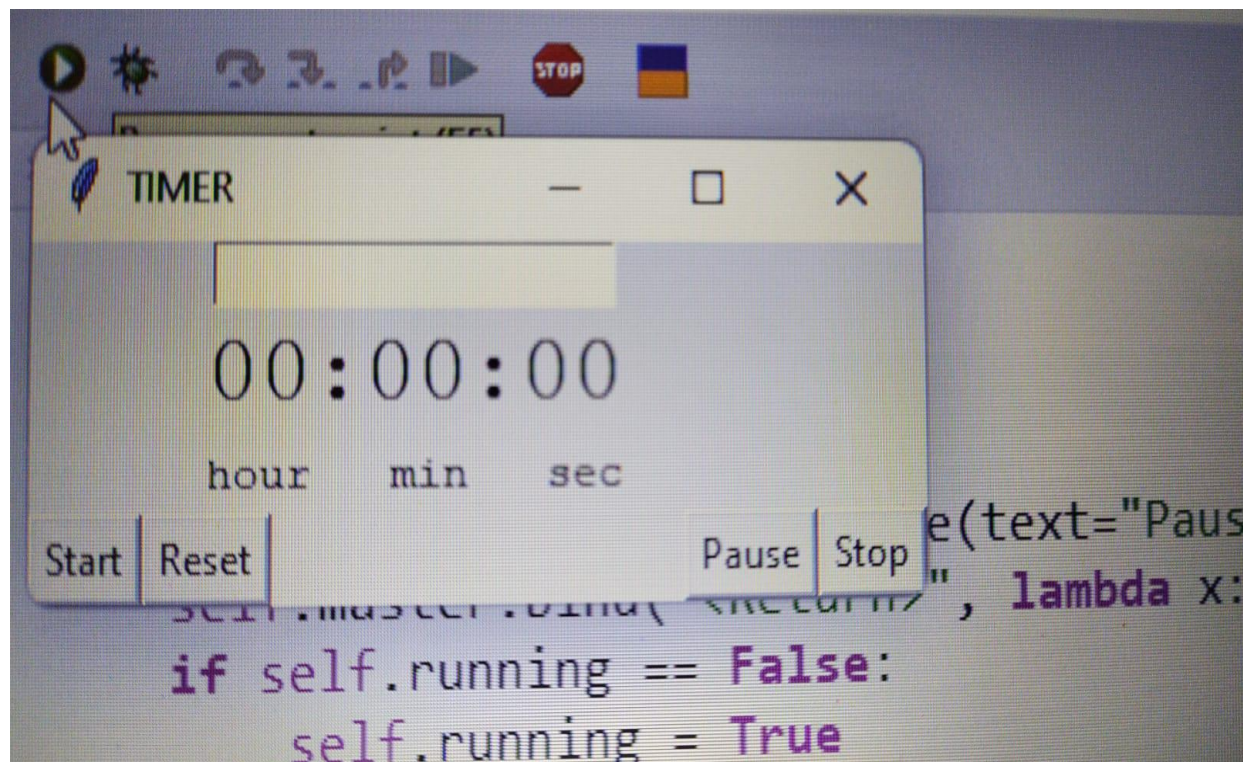 STOP
TIMER
00:00:00
hour min sec
Start Reset Pause Stop
e(text="Paus
", lambda x:
if self.running == False:
self.running = True